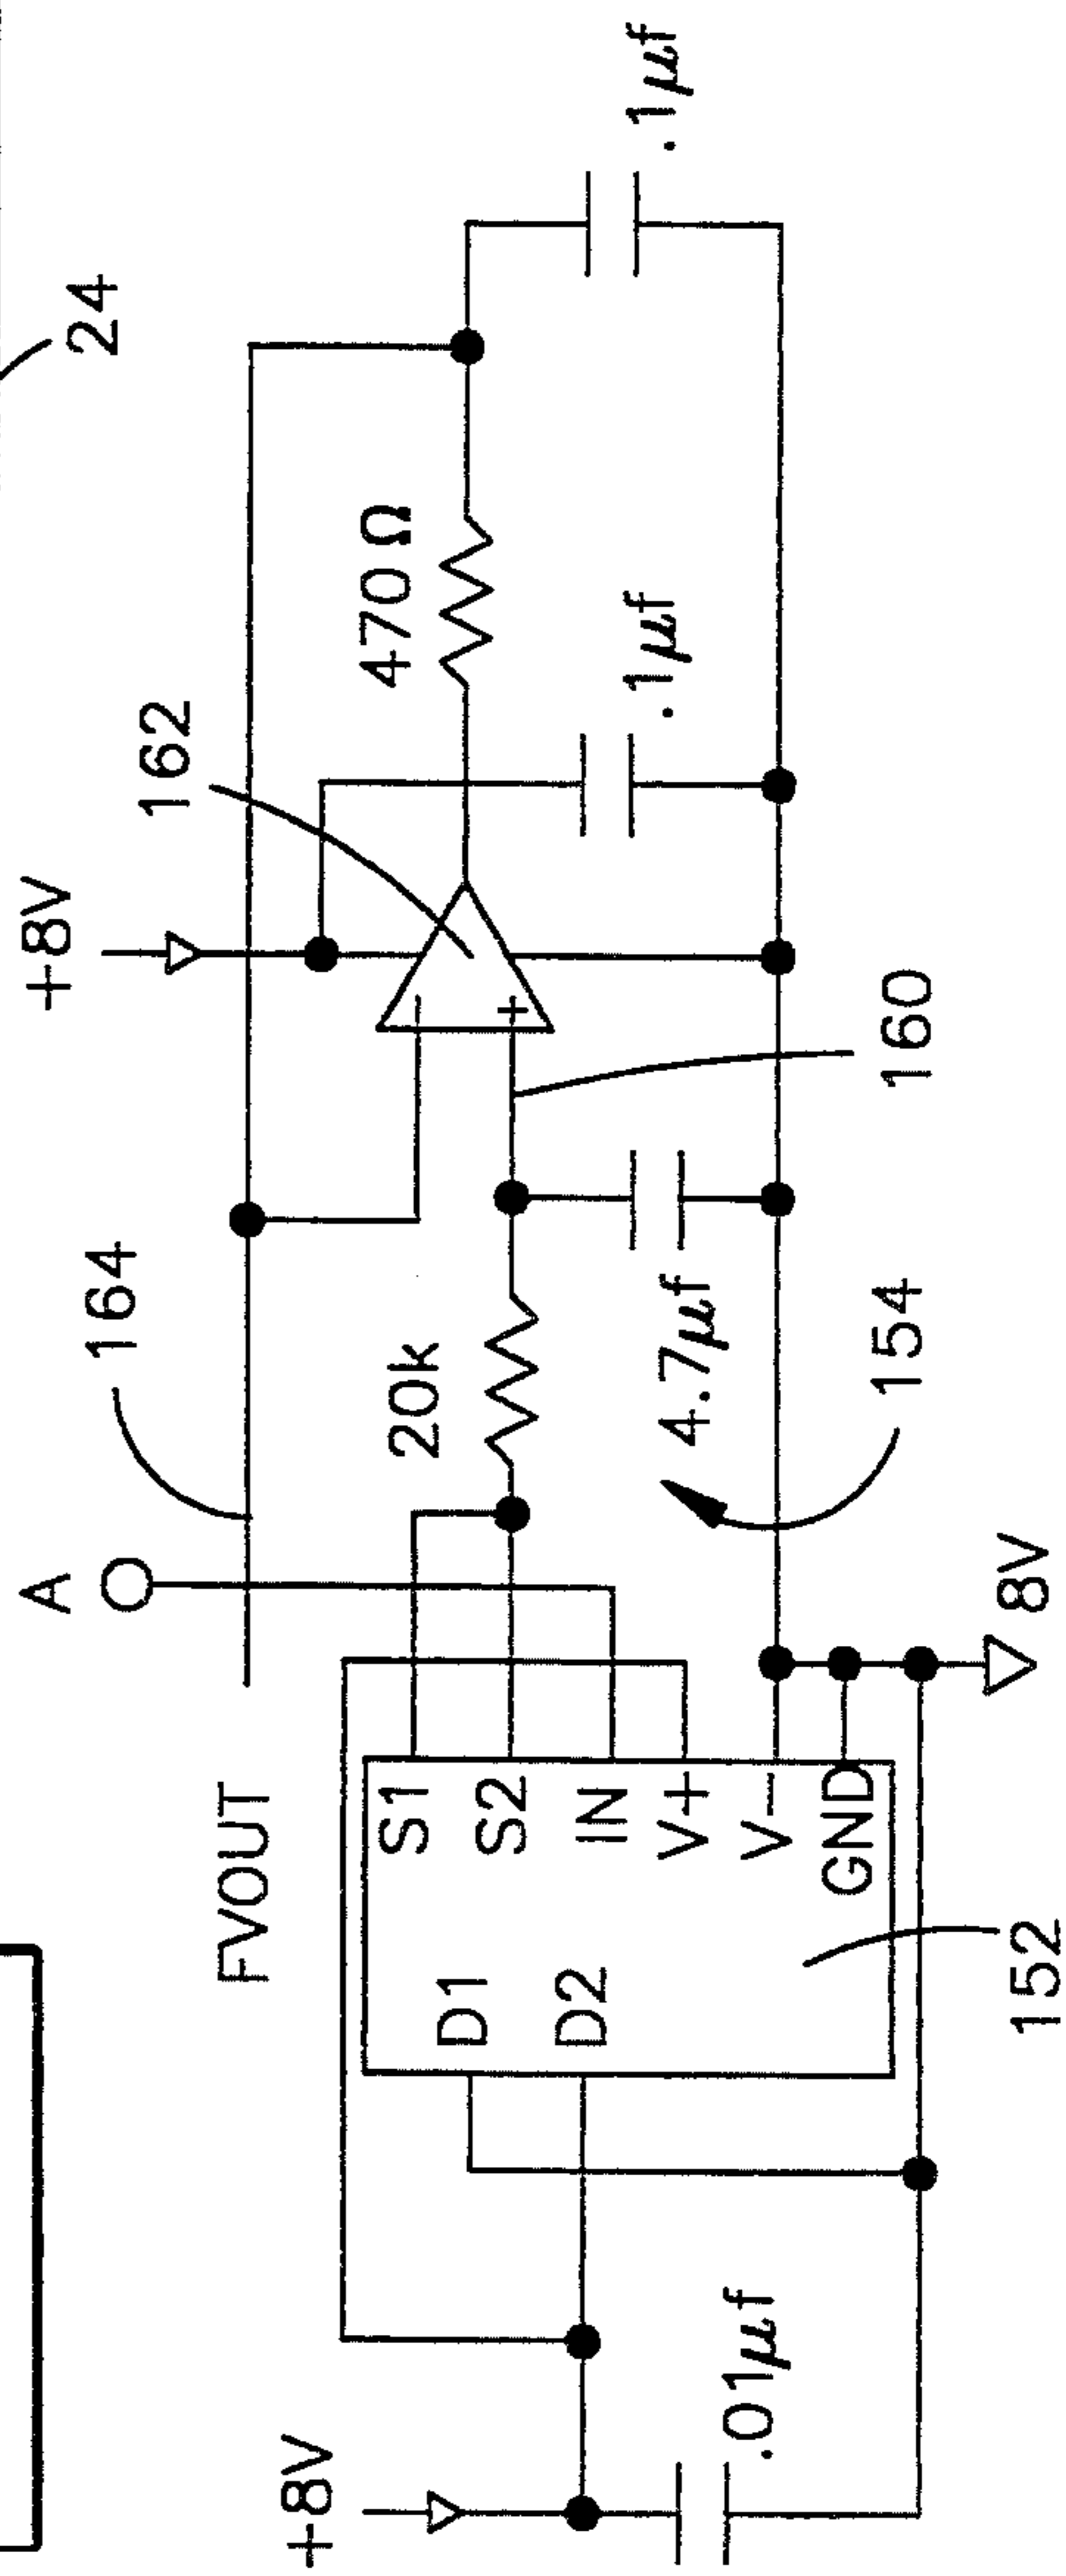 24
+8V
162
470 Ω
.1μf
.1μf
164
A
20k
160
4.7μf
154
FVOUT
−
+
S1
S2
IN
V+
V−
GND
D1
D2
8V
152
+8V
.01μf